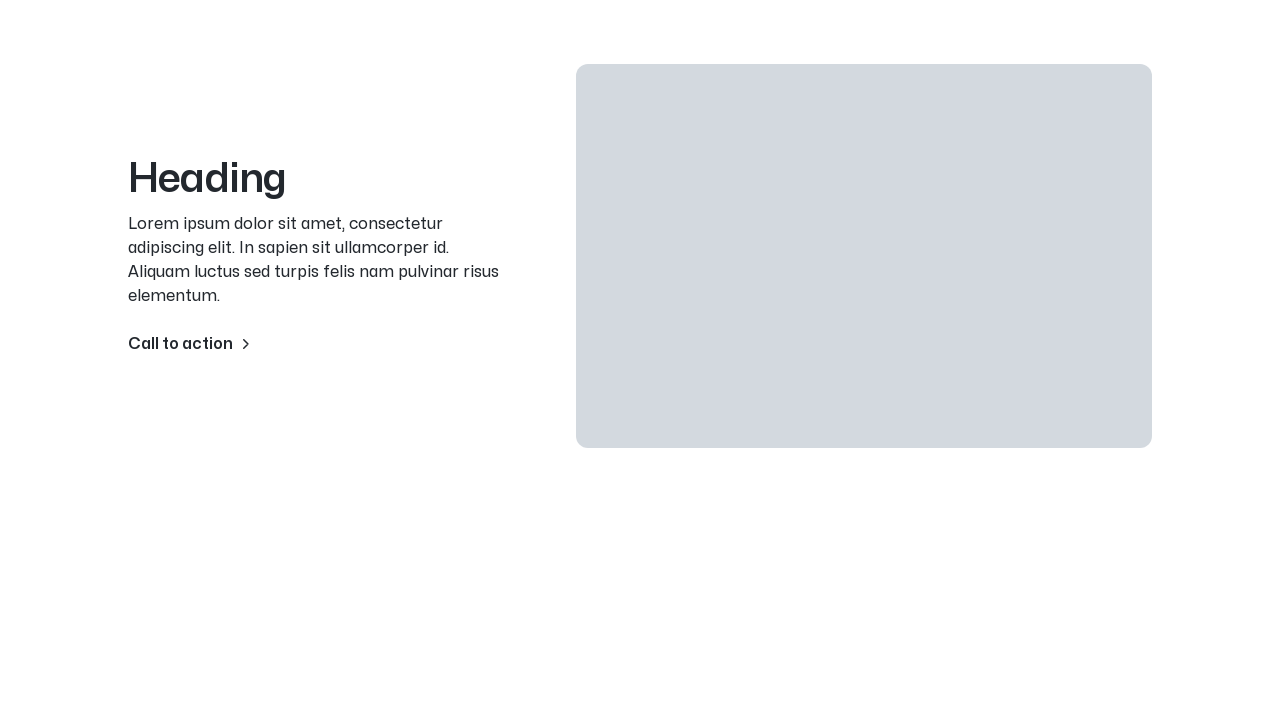 Heading
Lorem ipsum dolor sit amet, consectetur
adipiscing elit. In sapien sit ullamcorper id.
Aliquam luctus sed turpis felis nam pulvinar risus
elementum.
Call to action